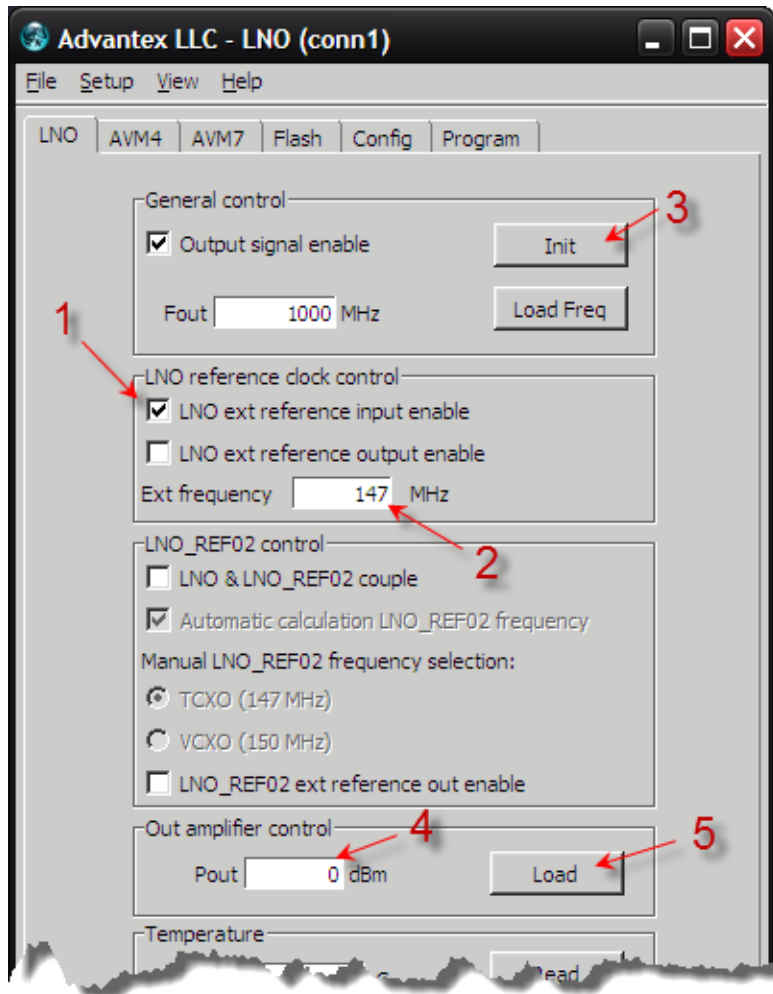 Advantex LLC - LNO (conn1)
File Setup View Help
LNO AVM4 AVM7 Flash Config Program
General control
3
Output signal enable Init
Fout 1000 MHz Load Freq
1
LNO reference clock control
LNO ext reference input enable
LNO ext reference output enable
Ext frequency 147 MHz
2
LNO_REF02 control
LNO & LNO_REF02 couple
Automatic calculation LNO_REF02 frequency
Manual LNO_REF02 frequency selection:
TCXO (147 MHz)
VCXO (150 MHz)
LNO_REF02 ext reference out enable
Out amplifier control
4
5
Pout 0 dBm Load
Temperature